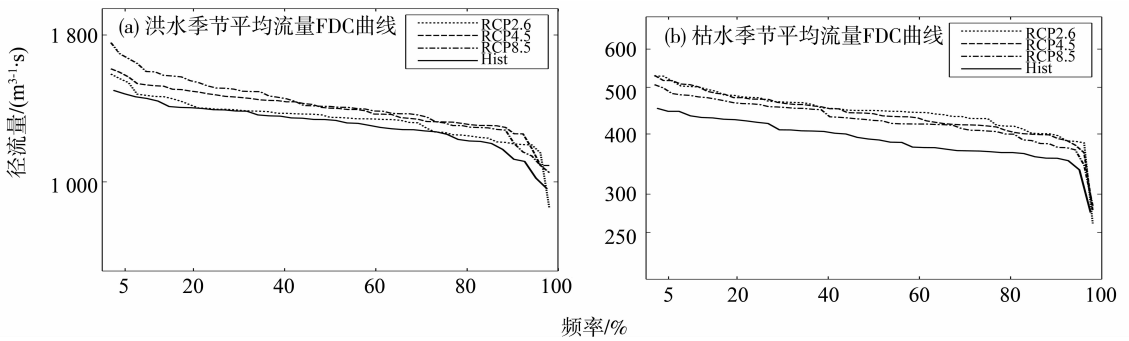 (a) 洪水季节平均流量FDC曲线
RCP2.6
RCP4.5
RCP8.5
Hist
1 800
1 000
径流量/(m³⁻¹·s)
5 20 40 60 80 100
(b) 枯水季节平均流量FDC曲线
RCP2.6
RCP4.5
RCP8.5
Hist
600
500
400
300
250
5 20 40 60 80 100
频率/%